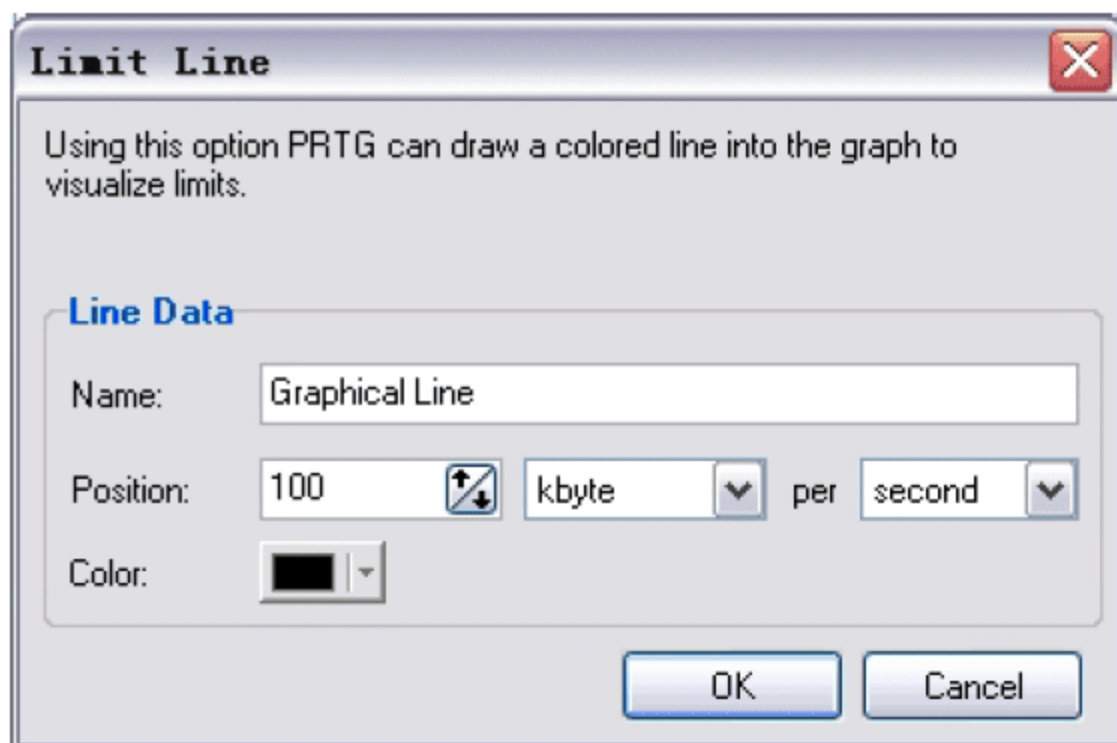 Limit Line
Using this option PRTG can draw a colored line into the graph to
visualize limits.
Line Data
Name: Graphical Line
Position: 100 kbyte per second
Color:
OK Cancel